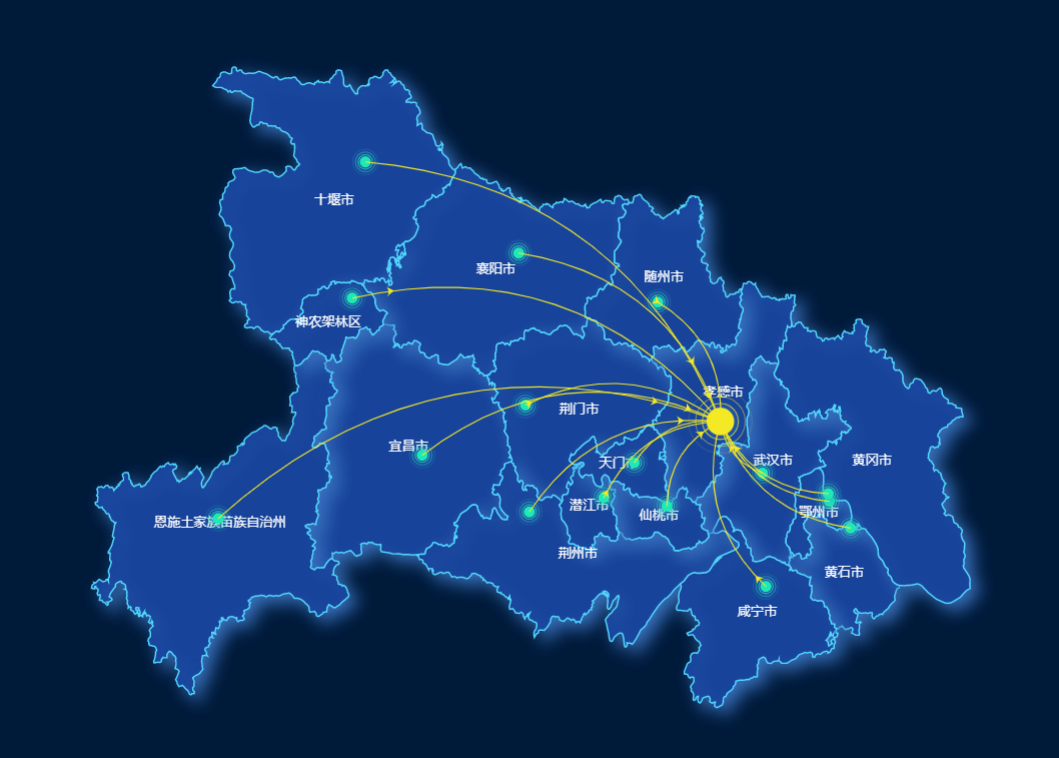 十堰市
襄阳市
随州市
神农架林区
孝感市
荆门市
宜昌市
天门
武汉市
黄冈市
潜江市
仙桃市
鄂州市
恩施土家族苗族自治州
荆州市
黄石市
咸宁市